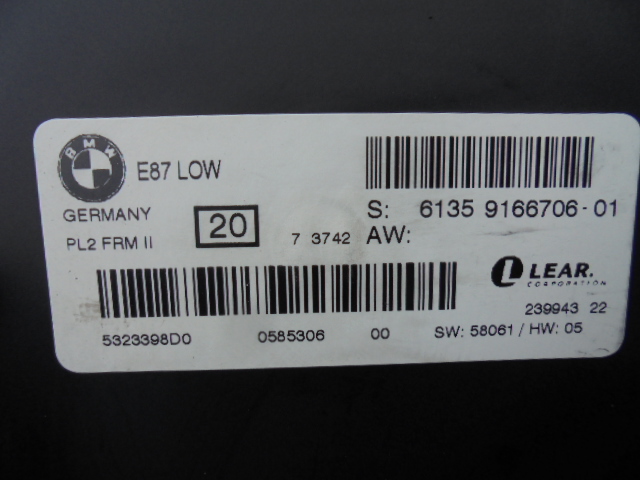 BMW
E87 LOW
GERMANY
PL2 FRM II
20
7 3742
S: 6135 9166706-01
AW:
LEAR.
CORPORATION
239943 22
5323398D0 0585306 00 SW: 58061 / HW: 05